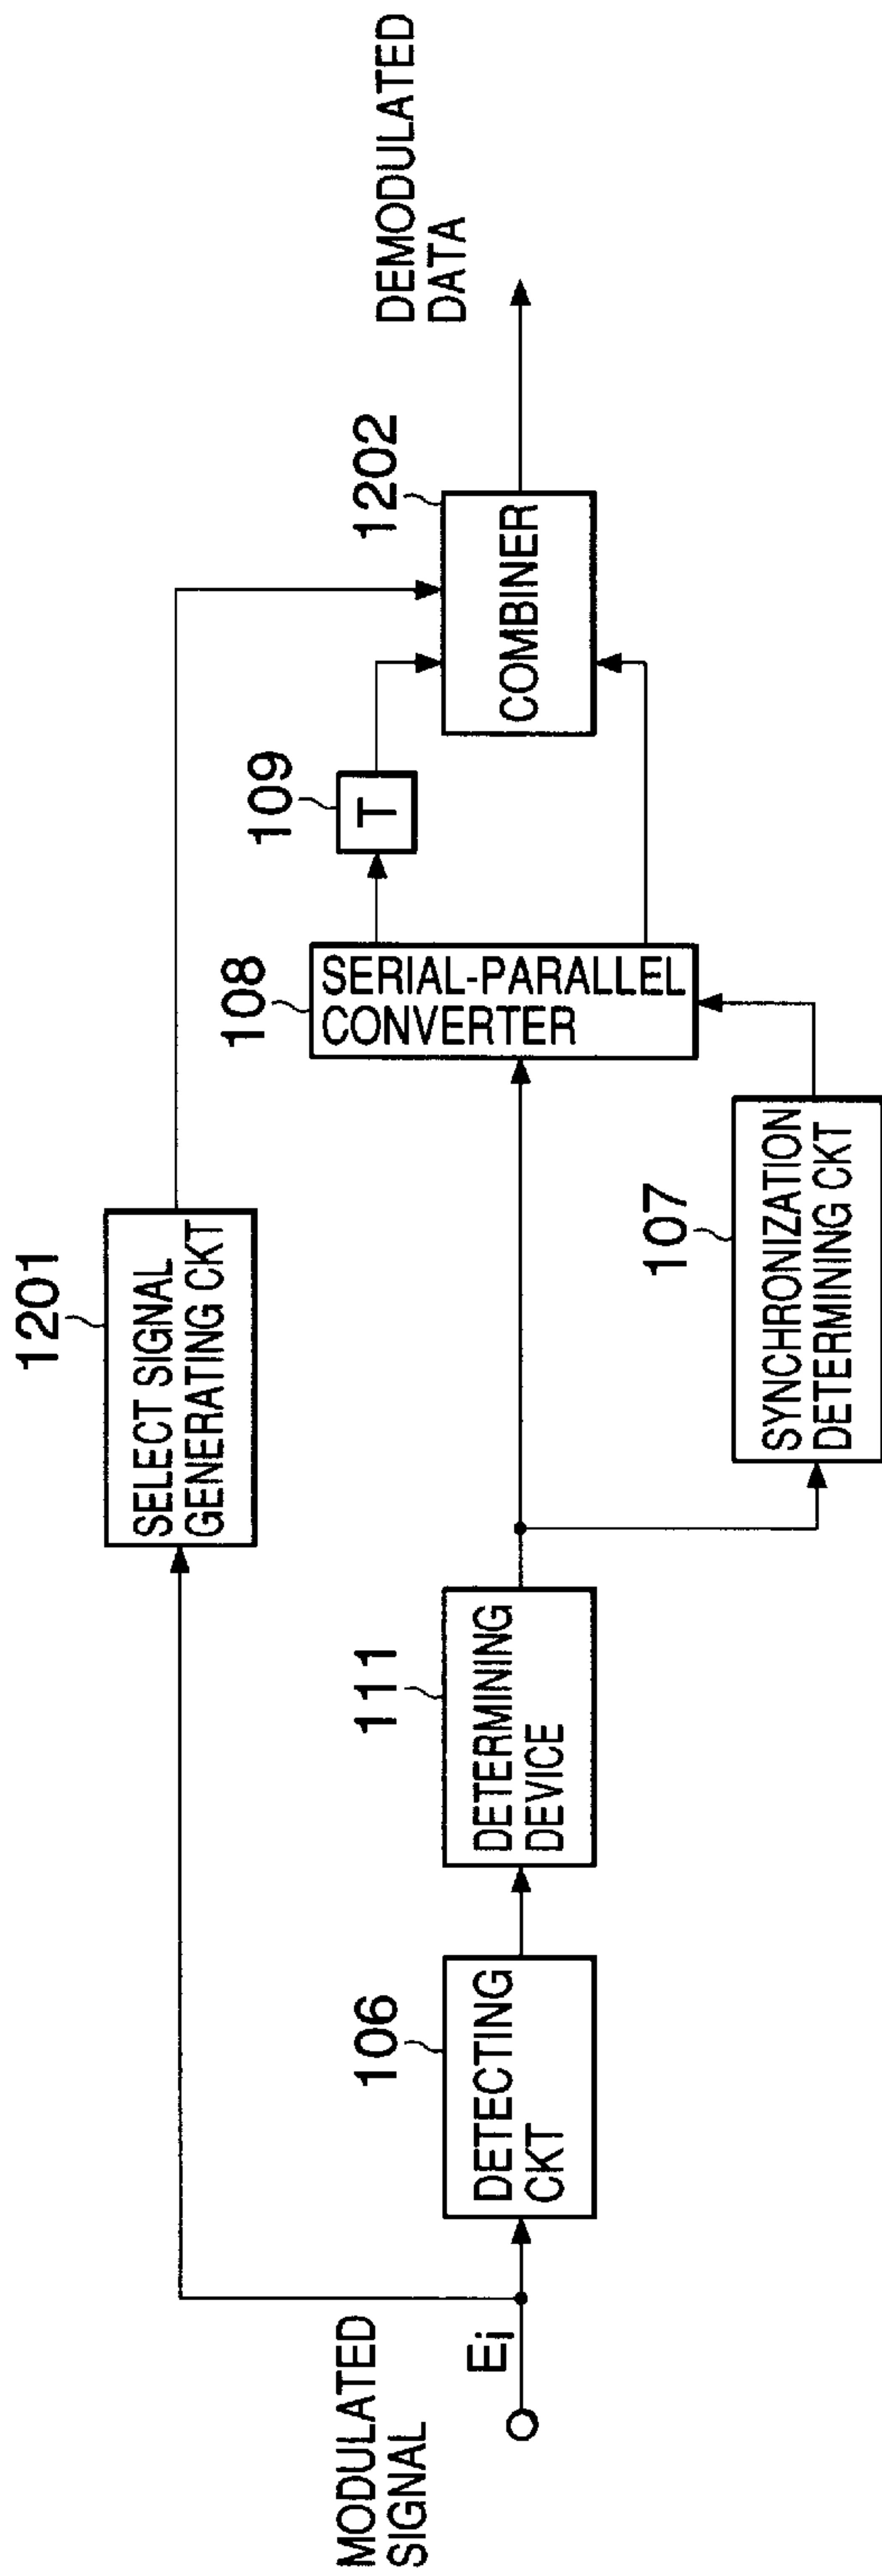 MODULATED
SIGNAL
Ei
106
DETECTING
CKT
111
DETERMINING
DEVICE
1201
SELECT SIGNAL
GENERATING CKT
107
SYNCHRONIZATION
DETERMINING CKT
108
SERIAL-PARALLEL
CONVERTER
109
T
1202
COMBINER
DEMODULATED
DATA